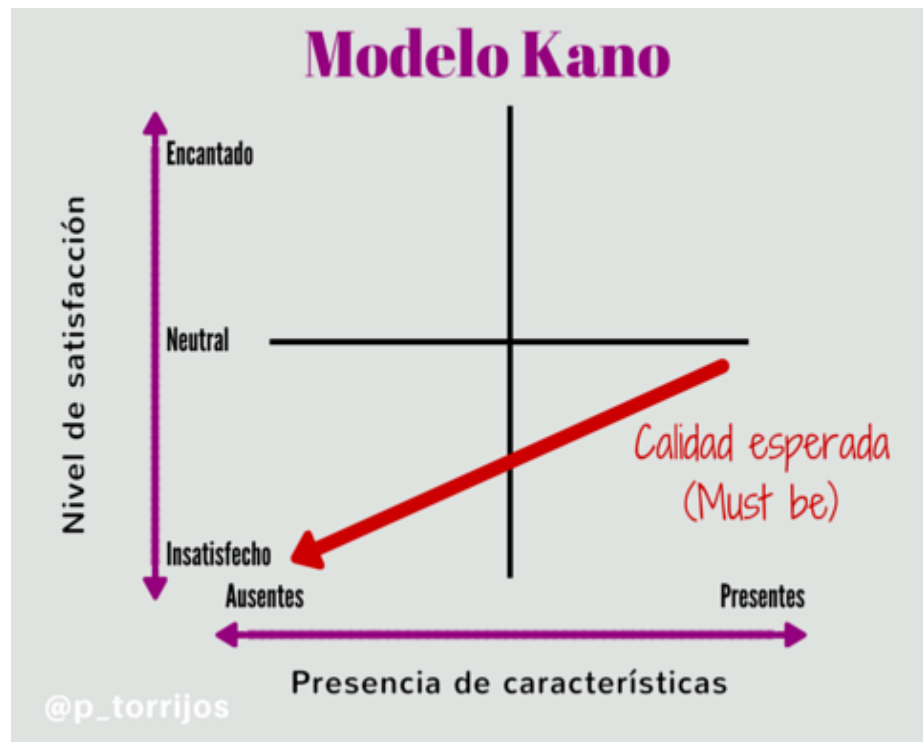 Modelo Kano
Encantado
Nivel de satisfacción
Neutral
Calidad esperada
(Must be)
Insatisfecho
Ausentes
Presentes
Presencia de características
@p_torrijos